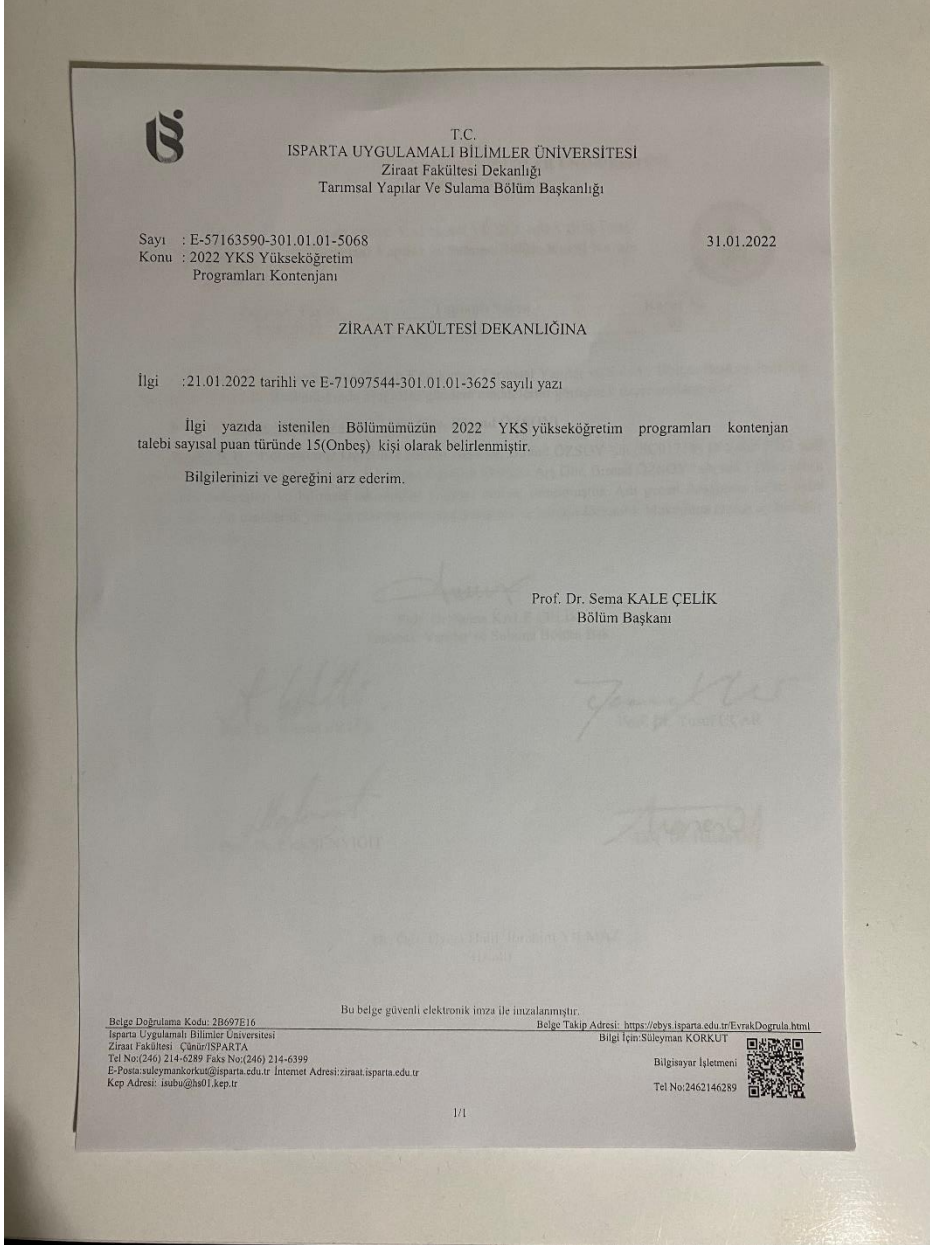 T.C.
ISPARTA UYGULAMALI BİLİMLER ÜNİVERSİTESİ
Ziraat Fakültesi Dekanlığı
Tarımsal Yapılar Ve Sulama Bölüm Başkanlığı
Sayı : E-57163590-301.01.01-5068
31.01.2022
Konu : 2022 YKS Yükseköğretim
Programları Kontenjanı
ZİRAAT FAKÜLTESİ DEKANLIĞINA
İlgi :21.01.2022 tarihli ve E-71097544-301.01.01-3625 sayılı yazı
İlgi yazıda istenilen Bölümümüzün 2022 YKS yükseköğretim programları kontenjan
talebi sayısal puan türünde 15(Onbeş) kişi olarak belirlenmiştir.
Bilgilerinizi ve gereğini arz ederim.
Prof. Dr. Sema KALE ÇELİK
Bölüm Başkanı
Bu belge güvenli elektronik imza ile imzalanmıştır.
Belge Doğrulama Kodu: 2B697E16
Belge Takip Adresi: https://ebys.isparta.edu.tr/EvrakDogrula.html
Isparta Uygulamalı Bilimler Üniversitesi
Ziraat Fakültesi Çünür/ISPARTA
Tel No:(246) 214-6289 Faks No:(246) 214-6399
E-Posta:suleymankorkut@isparta.edu.tr İnternet Adresi:ziraat.isparta.edu.tr
Kep Adresi: isubu@hs01.kep.tr
Bilgi İçin:Süleyman KORKUT
Bilgisayar İşletmeni
Tel No:2462146289
1/1